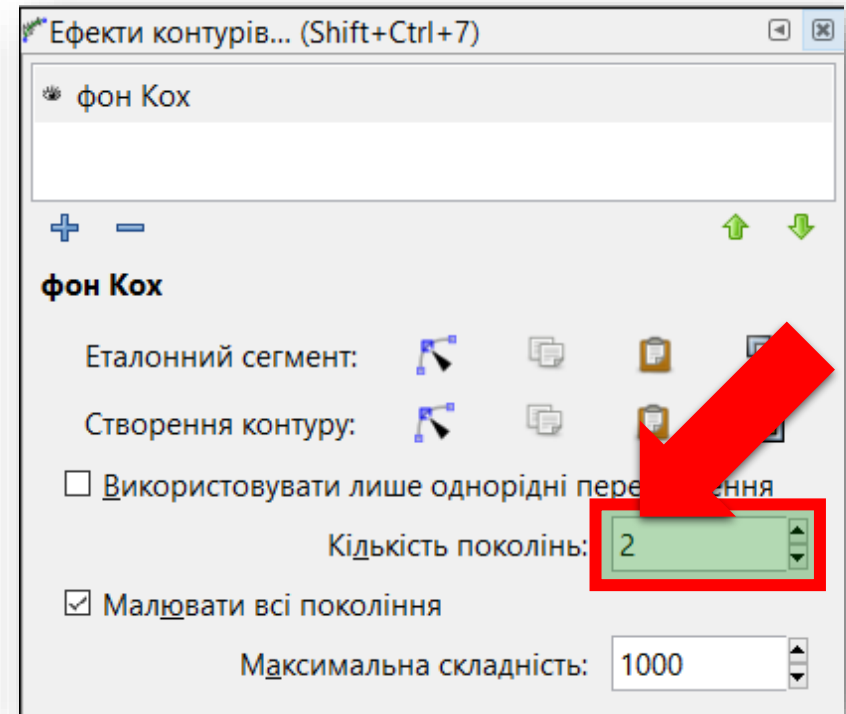 Ефекти контурів... (Shift+Ctrl+7)
фон Кох
фон Кох
Еталонний сегмент:
Створення контуру:
Використовувати лише однорідні
Кількість поколінь: 2
Малювати всі покоління
Максимальна складність: 1000